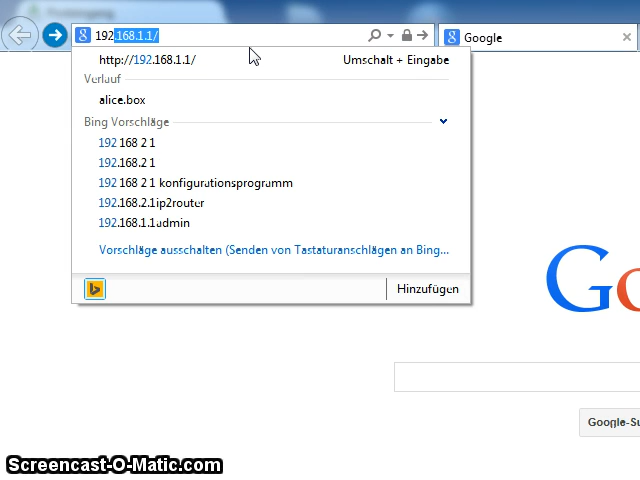 192.168.1.1/
Google
http://192.168.1.1/ Umschalt + Eingabe
Verlauf
alice.box
Bing Vorschläge
192 168 2 1
192.168.2 1
192 168 2 1 konfigurationsprogramm
192.168.2.1ip2router
192.168.1.1admin
Vorschläge ausschalten (Senden von Tastaturanschlägen an Bing...
Hinzufügen
Go
Google-Su
Screencast-O-Matic.com